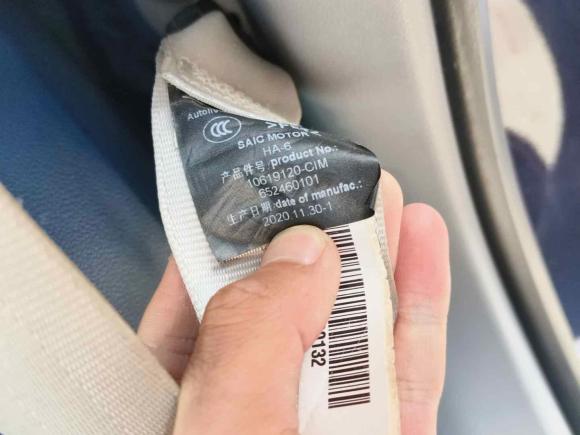 SAIC MOTOR
HA-6
产品件号: product No.:
10619120-CIM
652460101
生产日期: date of manufac.:
2020 11.30-1